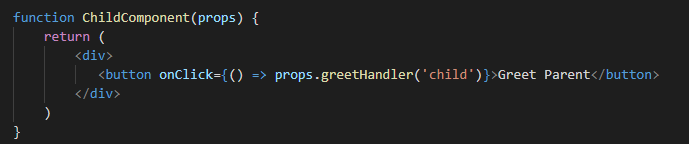 function ChildComponent(props) {
    return (
        <div>
           <button onClick={() => props.greetHandler('child')}>Greet Parent</button>
        </div>
    )
}